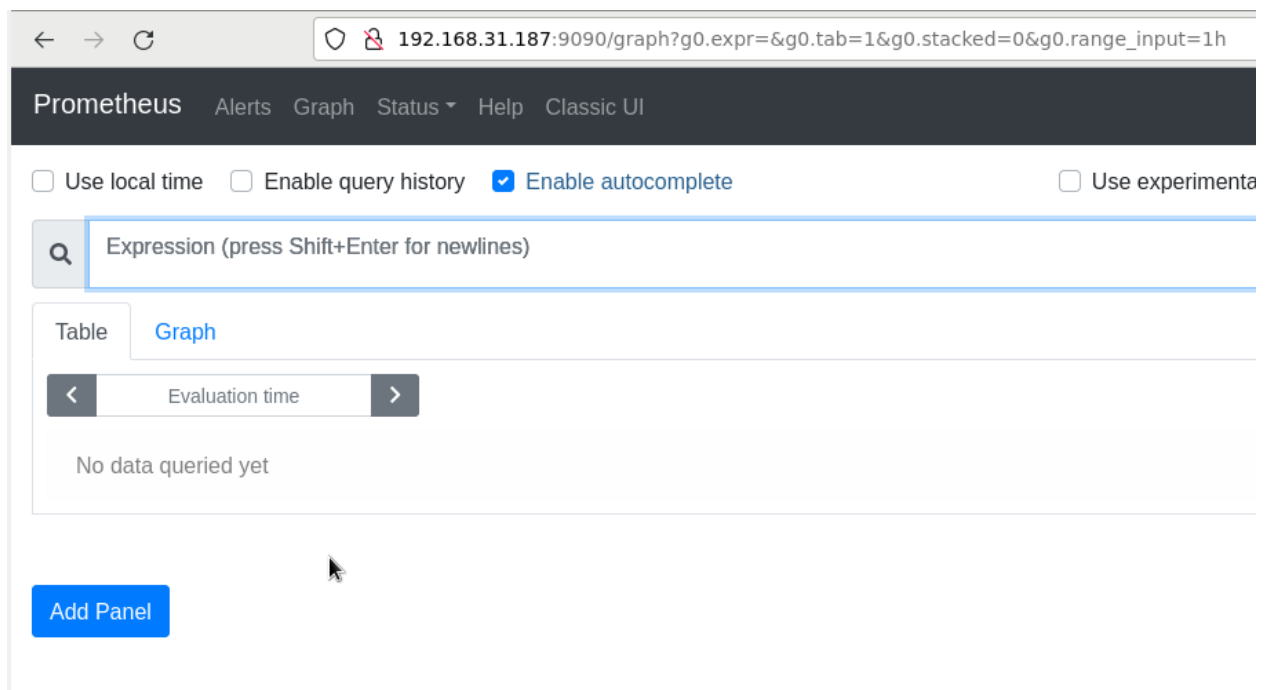 192.168.31.187:9090/graph?g0.expr=&g0.tab=1&g0.stacked=0&g0.range_input=1h
Prometheus Alerts Graph Status Help Classic UI
Use local time Enable query history Enable autocomplete Use experimenta
Expression (press Shift+Enter for newlines)
Table Graph
Evaluation time
No data queried yet
Add Panel